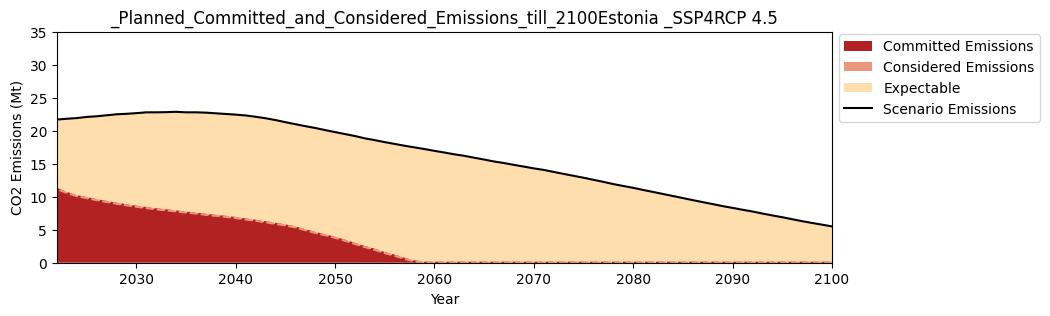 _Planned_Committed_and_Considered_Emissions_till_2100Estonia _SSP4RCP 4.5
CO2 Emissions (Mt)
35
30
25
20
15
10
5
0
2030 2040 2050 2060 2070 2080 2090 2100
Year
Committed Emissions
Considered Emissions
Expectable
Scenario Emissions